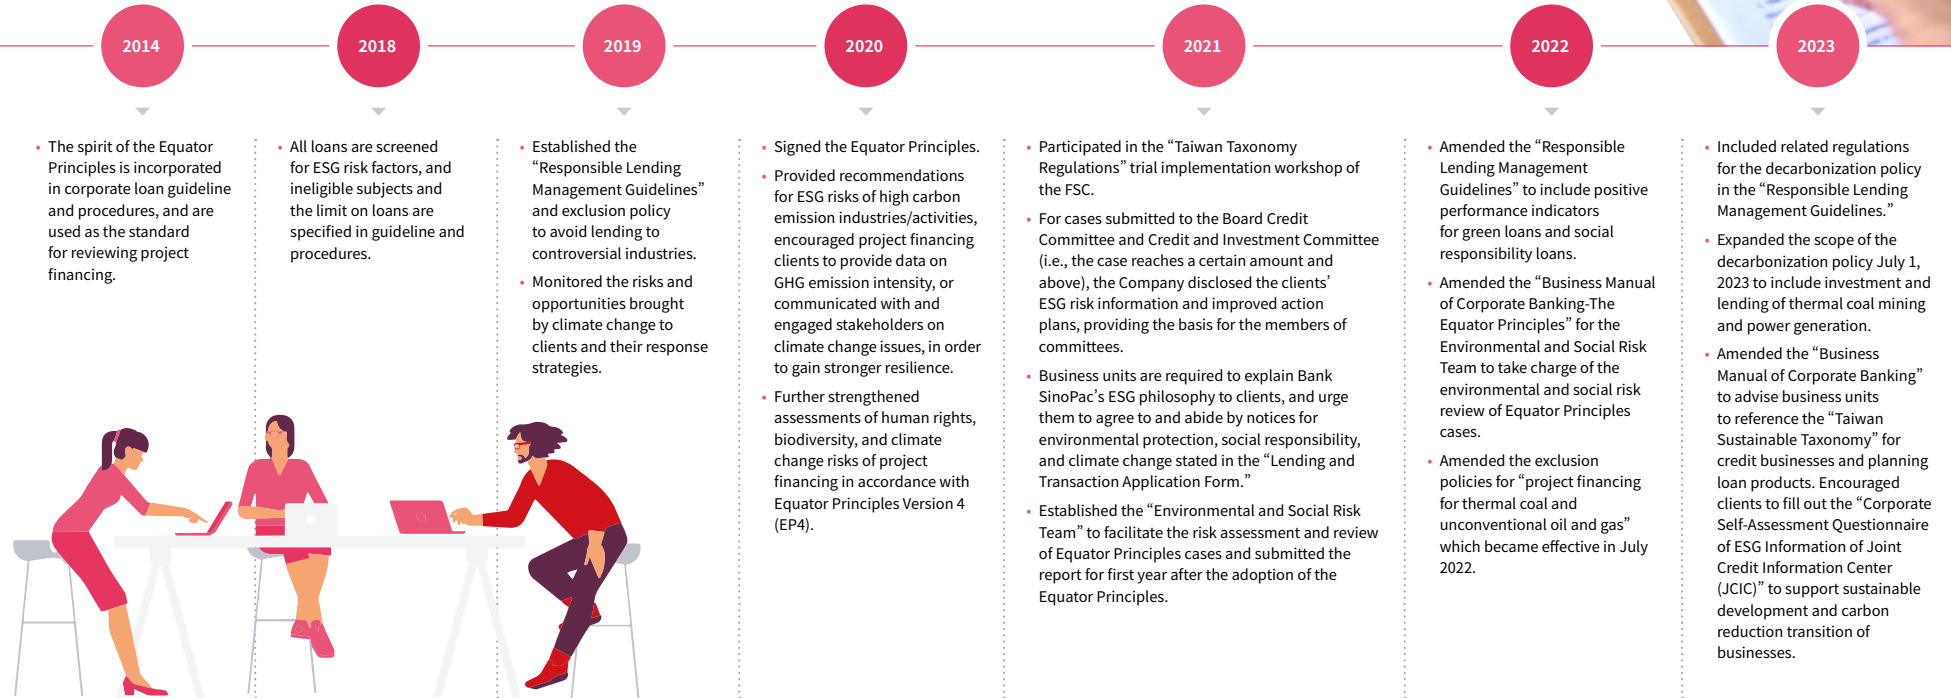 2014
2018
2019
2020
2021
2022
2023
• The spirit of the Equator
Principles is incorporated
in corporate loan guideline
and procedures, and are
used as the standard
for reviewing project
financing.
• All loans are screened
for ESG risk factors, and
ineligible subjects and
the limit on loans are
specified in guideline and
procedures.
• Established the
“Responsible Lending
Management Guidelines”
and exclusion policy
to avoid lending to
controversial industries.
• Monitored the risks and
opportunities brought
by climate change to
clients and their response
strategies.
• Signed the Equator Principles.
• Provided recommendations
for ESG risks of high carbon
emission industries/activities,
encouraged project financing
clients to provide data on
GHG emission intensity, or
communicated with and
engaged stakeholders on
climate change issues, in order
to gain stronger resilience.
• Further strengthened
assessments of human rights,
biodiversity, and climate
change risks of project
financing in accordance with
Equator Principles Version 4
(EP4).
• Participated in the “Taiwan Taxonomy
Regulations” trial implementation workshop of
the FSC.
• For cases submitted to the Board Credit
Committee and Credit and Investment Committee
(i.e., the case reaches a certain amount and
above), the Company disclosed the clients’
ESG risk information and improved action
plans, providing the basis for the members of
committees.
• Business units are required to explain Bank
SinoPac’s ESG philosophy to clients, and urge
them to agree to and abide by notices for
environmental protection, social responsibility,
and climate change stated in the “Lending and
Transaction Application Form.”
• Established the “Environmental and Social Risk
Team” to facilitate the risk assessment and review
of Equator Principles cases and submitted the
report for first year after the adoption of the
Equator Principles.
• Amended the “Responsible
Lending Management
Guidelines” to include positive
performance indicators
for green loans and social
responsibility loans.
• Amended the “Business Manual
of Corporate Banking-The
Equator Principles” for the
Environmental and Social Risk
Team to take charge of the
environmental and social risk
review of Equator Principles
cases.
• Amended the exclusion
policies for “project financing
for thermal coal and
unconventional oil and gas”
which became effective in July
2022.
• Included related regulations
for the decarbonization policy
in the “Responsible Lending
Management Guidelines.”
• Expanded the scope of the
decarbonization policy July 1,
2023 to include investment and
lending of thermal coal mining
and power generation.
• Amended the “Business
Manual of Corporate Banking”
to advise business units
to reference the “Taiwan
Sustainable Taxonomy” for
credit businesses and planning
loan products. Encouraged
clients to fill out the “Corporate
Self-Assessment Questionnaire
of ESG Information of Joint
Credit Information Center
(JCIC)” to support sustainable
development and carbon
reduction transition of
businesses.